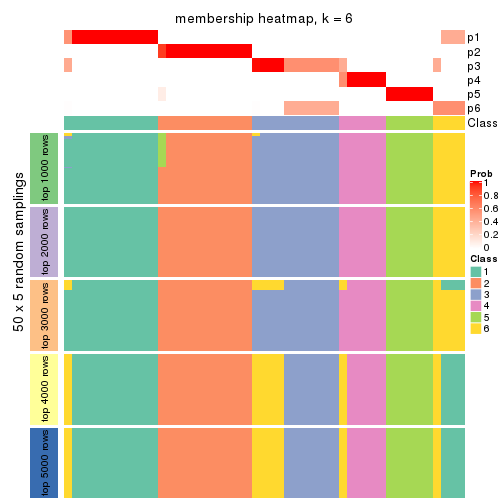 membership heatmap, k = 6
p1
p2
p3
p4
p5
p6
Class
50 x 5 random samplings
top 1000 rows
top 2000 rows
top 3000 rows
top 4000 rows
top 5000 rows
Prob
1
0.8
0.6
0.4
0.2
0
Class
1
2
3
4
5
6